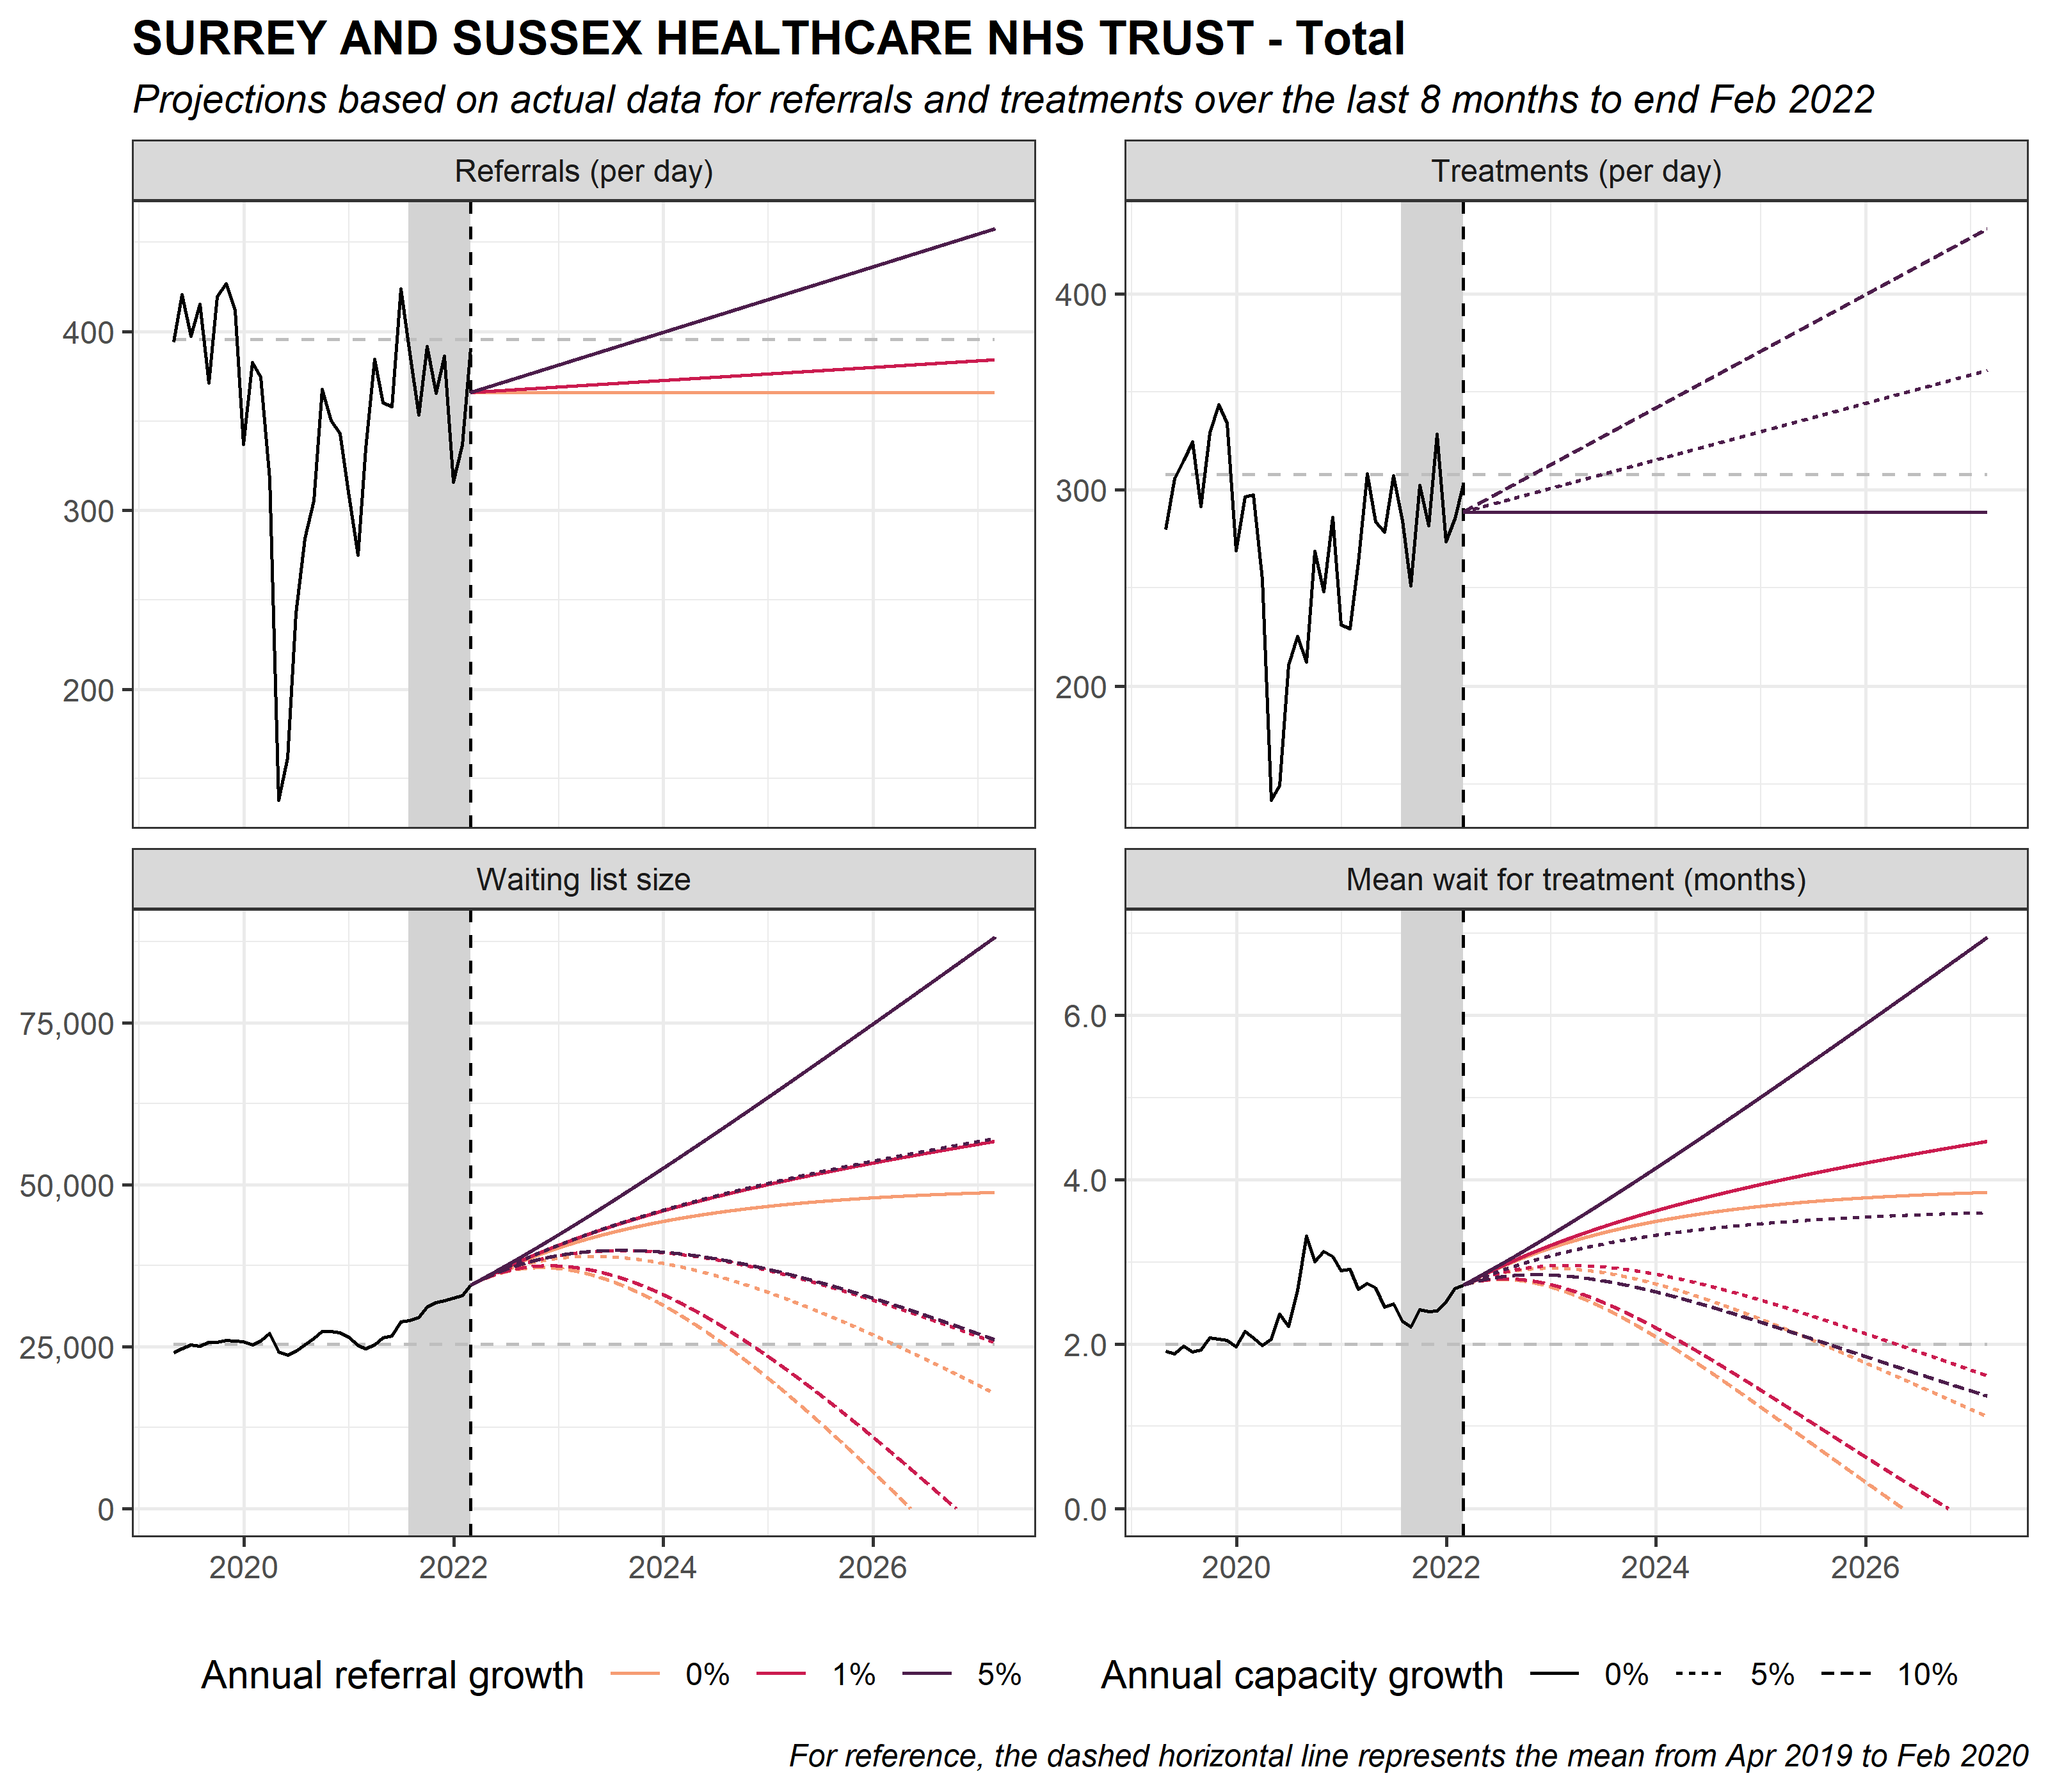 SURREY AND SUSSEX HEALTHCARE NHS TRUST - Total
Projections based on actual data for referrals and treatments over the last 8 months to end Feb 2022
Referrals (per day)
400
300
200
Treatments (per day)
400
300
200
Waiting list size
75,000
50,000
25,000
0
2020 2022 2024 2026
Mean wait for treatment (months)
6.0
4.0
2.0
0.0
2020 2022 2024 2026
Annual referral growth 0% 1% 5%
Annual capacity growth 0% 5% 10%
For reference, the dashed horizontal line represents the mean from Apr 2019 to Feb 2020